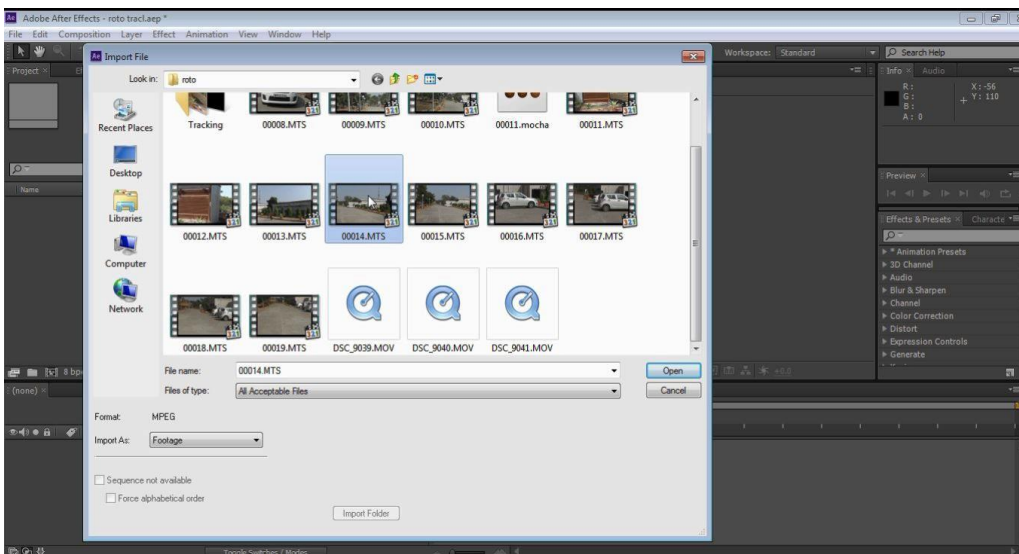 Adobe After Effects - roto tracl.aep *
File Edit Composition Layer Effect Animation View Window Help
Workspace: Standard
Search Help
Import File
Project
Info Audio
Look in: roto
R :
G :
B :
A : 0
X : -56
Y : 110
Recent Places
Desktop
Libraries
Computer
Network
Tracking 00008.MTS 00009.MTS 00010.MTS 00011.mocha 00011.MTS
00012.MTS 00013.MTS 00014.MTS 00015.MTS 00016.MTS 00017.MTS
00018.MTS 00019.MTS DSC_9039.MOV DSC_9040.MOV DSC_9041.MOV
Name
Preview
Effects & Presets Characte
* Animation Presets
3D Channel
Audio
Blur & Sharpen
Channel
Color Correction
Distort
Expression Controls
Generate
File name: 00014.MTS Open
Files of type: All Acceptable Files Cancel
8 bp
+0.0
(none)
Format: MPEG
Import As: Footage
Sequence not available
Force alphabetical order
Import Folder
Toggle Switches / Modes